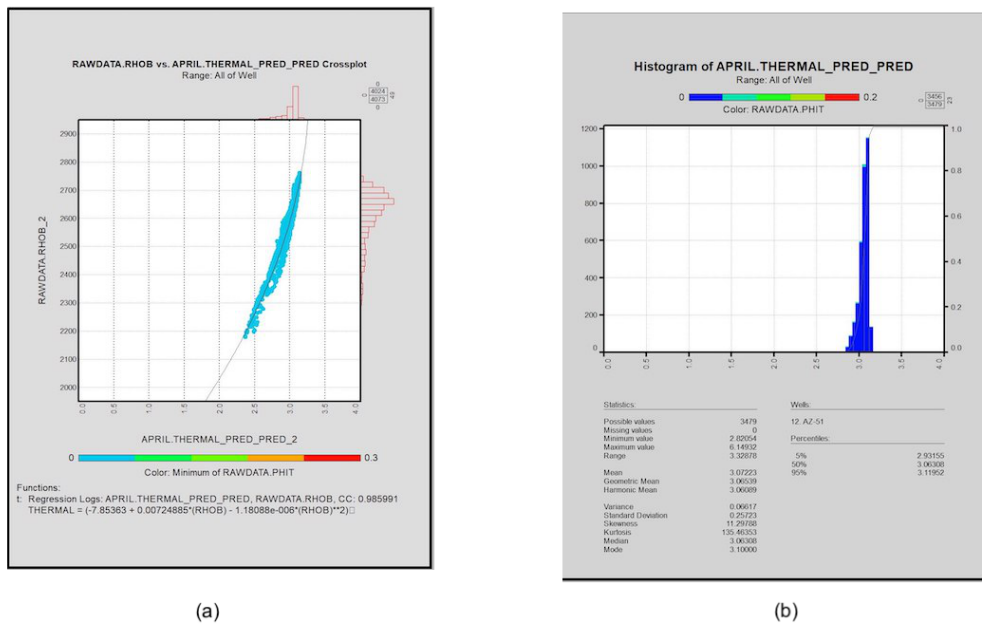 RAWDATA.RHOB vs. APRIL.THERMAL_PRED_PRED Crossplot
Range: All of Well
0
0 4024 49
4073
0
2900
2800
2700
2600
2500
2400
2300
2200
2100
2000
RAWDATA.RHOB_2
0.0 0.5 1.0 1.5 2.0 2.5 3.0 3.5 4.0
APRIL.THERMAL_PRED_PRED_2
0 0.3
Color: Minimum of RAWDATA.PHIT
Functions:
t: Regression Logs: APRIL.THERMAL_PRED_PRED, RAWDATA.RHOB, CC: 0.985991
THERMAL = (-7.85363 + 0.00724885*(RHOB) - 1.18088e-006*(RHOB)**2)
(a)
Histogram of APRIL.THERMAL_PRED_PRED
Range: All of Well
0 0.2
Color: RAWDATA.PHIT
0 3456 23
3479
1200
1000
800
600
400
200
0
1.0
0.8
0.6
0.4
0.2
0.0
0.0 0.5 1.0 1.5 2.0 2.5 3.0 3.5 4.0
Statistics:
Possible values 3479
Missing values 0
Minimum value 2.82054
Maximum value 6.14932
Range 3.32878
Mean 3.07223
Geometric Mean 3.06539
Harmonic Mean 3.06089
Variance 0.06617
Standard Deviation 0.25723
Skewness 11.29788
Kurtosis 135.46353
Median 3.06308
Mode 3.10000
Wells:
12. AZ-51
Percentiles:
5% 2.93155
50% 3.06308
95% 3.11952
(b)